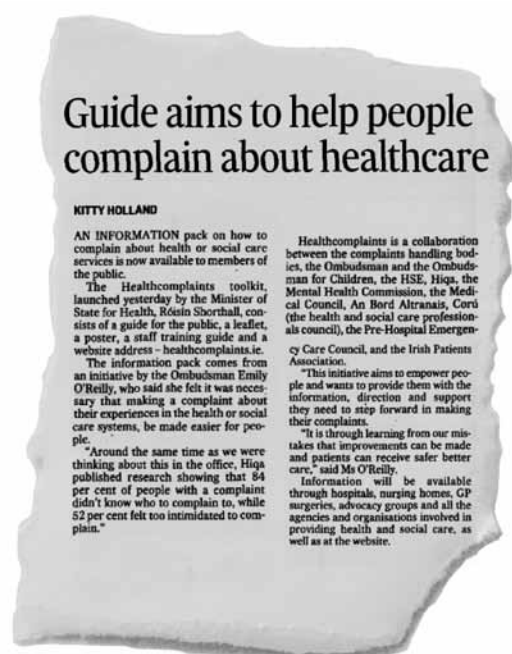 Guide aims to help people
complain about healthcare
KITTY HOLLAND
AN INFORMATION pack on how to
complain about health or social care
services is now available to members of
the public.
The Healthcomplaints toolkit,
launched yesterday by the Minister of
State for Health, Róisín Shorthall, con-
sists of a guide for the public, a leaflet,
a poster, a staff training guide and a
website address – healthcomplaints.ie.
The information pack comes from
an initiative by the Ombudsman Emily
O'Reilly, who said she felt it was neces-
sary that making a complaint about
their experiences in the health or social
care systems, be made easier for peo-
ple.
"Around the same time as we were
thinking about this in the office, Hiqa
published research showing that 84
per cent of people with a complaint
didn't know who to complain to, while
52 per cent felt too intimidated to com-
plain."
Healthcomplaints is a collaboration
between the complaints handling bod-
ies, the Ombudsman and the Ombuds-
man for Children, the HSE, Hiqa, the
Mental Health Commission, the Medi-
cal Council, An Bord Altranais, Corú
(the health and social care profession-
als council), the Pre-Hospital Emergen-
cy Care Council, and the Irish Patients
Association.
"This initiative aims to empower peo-
ple and wants to provide them with the
information, direction and support
they need to step forward in making
their complaints.
"It is through learning from our mis-
takes that improvements can be made
and patients can receive safer better
care," said Ms O'Reilly.
Information will be available
through hospitals, nursing homes, GP
surgeries, advocacy groups and all the
agencies and organisations involved in
providing health and social care, as
well as at the website.